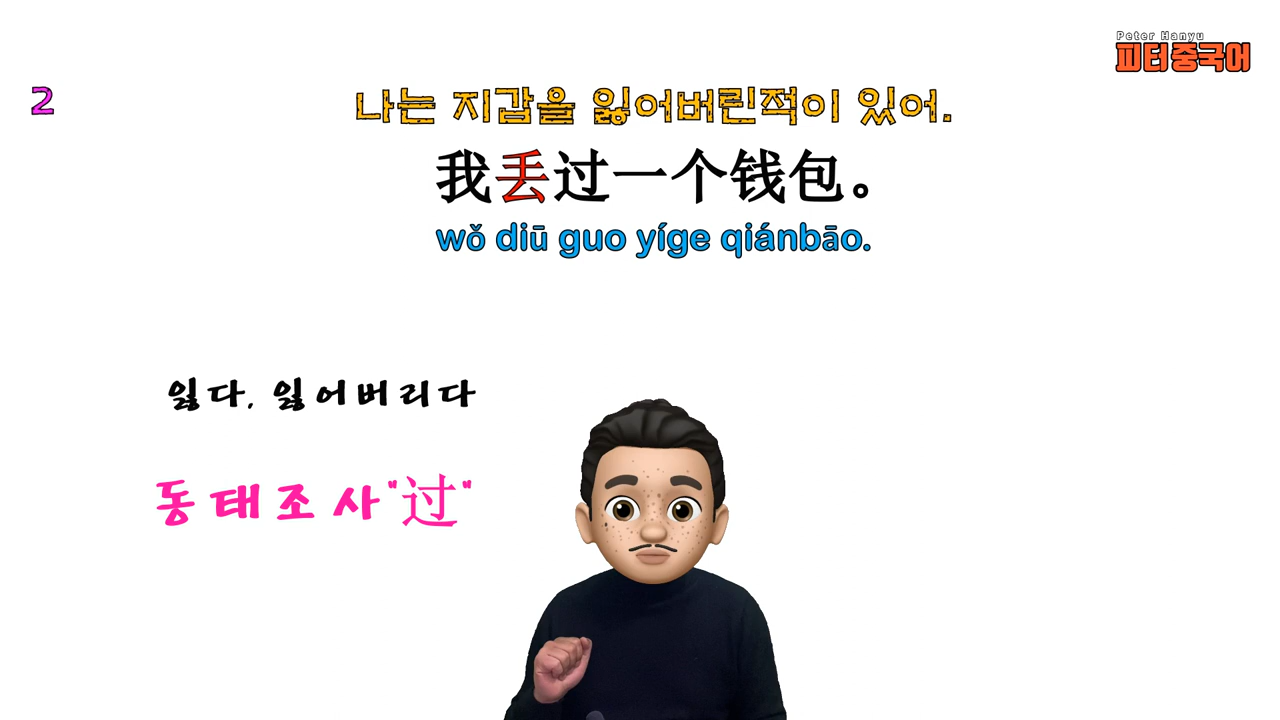 Peter Hanyu
피터중국어
2
나는 지갑을 잃어버린적이 있어.
我丢过一个钱包。
wǒ diū guo yíge qiánbāo.
잃다, 잃어버리다
동태조사"过"